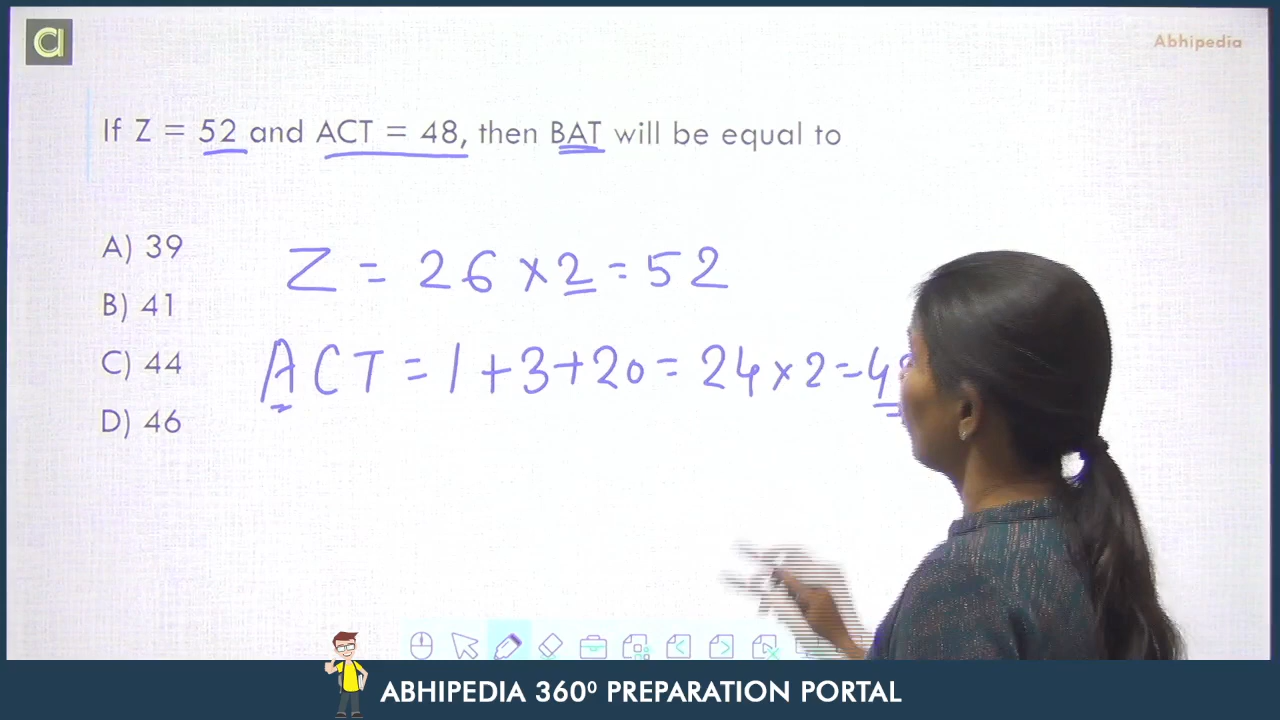 Abhipedia
If Z = 52 and ACT = 48, then BAT will be equal to
A) 39
B) 41
C) 44
D) 46
Z = 26 × 2 = 52
ACT = 1 + 3 + 20 = 24 × 2 =
ABHIPEDIA 360⁰ PREPARATION PORTAL